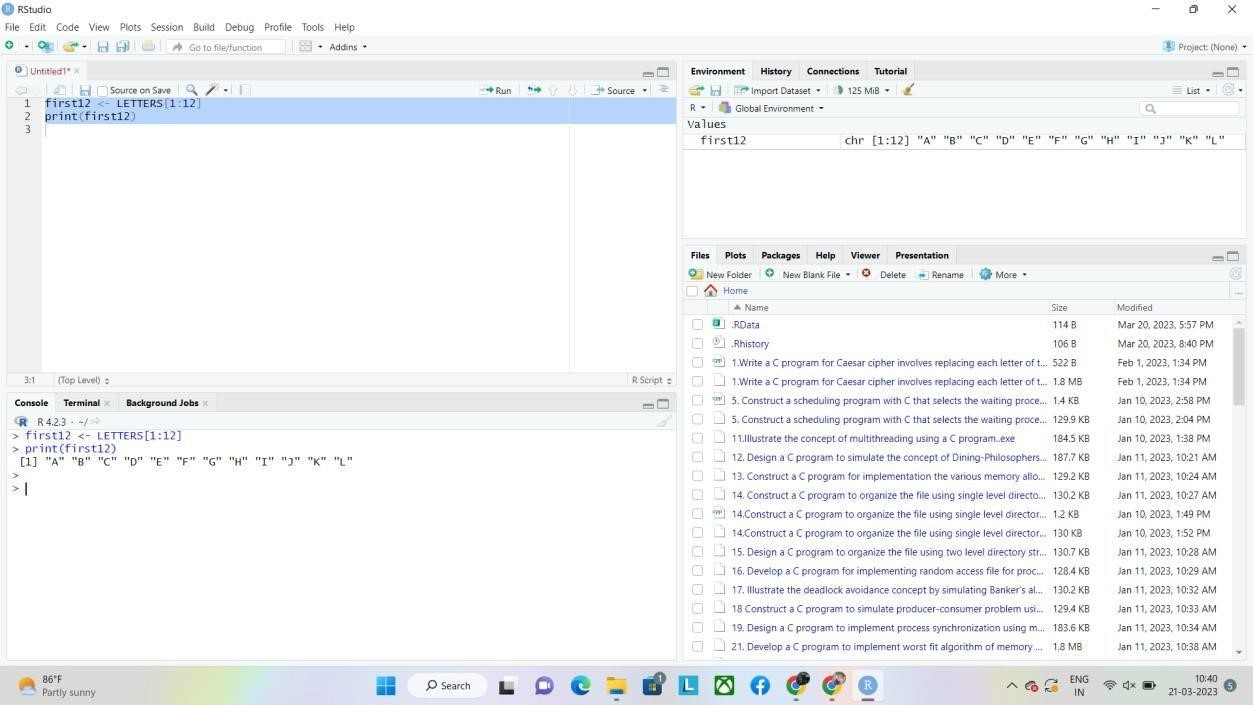 RStudio
File Edit Code View Plots Session Build Debug Profile Tools Help
Go to file/function Addins Project: (None)
Untitled1*
Source on Save Run Source
1 first12 <- LETTERS[1:12]
2 print(first12)
3
3:1 (Top Level) R Script
Console Terminal Background Jobs
R 4.2.3 · ~/
> first12 <- LETTERS[1:12]
> print(first12)
[1] "A" "B" "C" "D" "E" "F" "G" "H" "I" "J" "K" "L"
>
>
Environment History Connections Tutorial
Import Dataset 125 MiB List
R Global Environment
Values
first12 chr [1:12] "A" "B" "C" "D" "E" "F" "G" "H" "I" "J" "K" "L"
Files Plots Packages Help Viewer Presentation
New Folder New Blank File Delete Rename More
Home ...
Name Size Modified
.RData 114 B Mar 20, 2023, 5:57 PM
.Rhistory 106 B Mar 20, 2023, 8:40 PM
1.Write a C program for Caesar cipher involves replacing each letter of t... 522 B Feb 1, 2023, 1:34 PM
1.Write a C program for Caesar cipher involves replacing each letter of t... 1.8 MB Feb 1, 2023, 1:34 PM
5. Construct a scheduling program with C that selects the waiting proce... 1.4 KB Jan 10, 2023, 2:58 PM
5. Construct a scheduling program with C that selects the waiting proce... 129.9 KB Jan 10, 2023, 2:04 PM
11.Illustrate the concept of multithreading using a C program..exe 184.5 KB Jan 10, 2023, 1:38 PM
12. Design a C program to simulate the concept of Dining-Philosophers... 187.7 KB Jan 11, 2023, 10:21 AM
13. Construct a C program for implementation the various memory allo... 129.2 KB Jan 11, 2023, 10:24 AM
14. Construct a C program to organize the file using single level directo... 130.2 KB Jan 11, 2023, 10:27 AM
14.Construct a C program to organize the file using single level director... 1.2 KB Jan 10, 2023, 1:49 PM
14.Construct a C program to organize the file using single level director... 130 KB Jan 10, 2023, 1:52 PM
15. Design a C program to organize the file using two level directory str... 130.7 KB Jan 11, 2023, 10:28 AM
16. Develop a C program for implementing random access file for proc... 128.4 KB Jan 11, 2023, 10:29 AM
17. Illustrate the deadlock avoidance concept by simulating Banker's al... 130.2 KB Jan 11, 2023, 10:32 AM
18 Construct a C program to simulate producer-consumer problem usi... 129.4 KB Jan 11, 2023, 10:33 AM
19. Design a C program to implement process synchronization using m... 183.6 KB Jan 11, 2023, 10:34 AM
21. Develop a C program to implement worst fit algorithm of memory ... 1.8 MB Jan 11, 2023, 10:38 AM
86°F
Partly sunny
Search
1
ENG
IN
10:40
21-03-2023
5